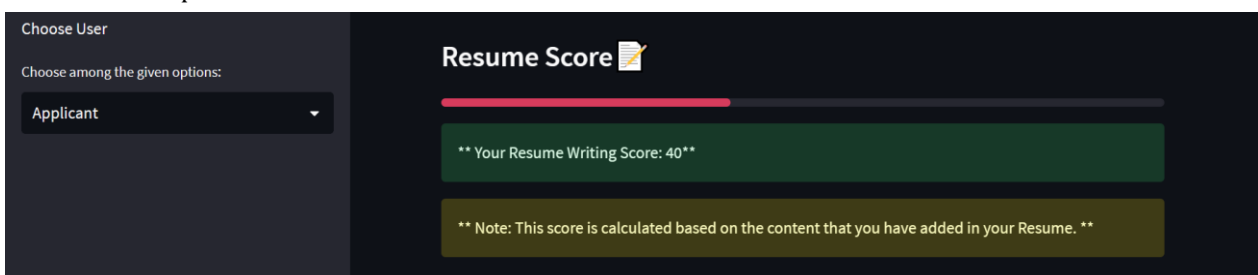 Choose User
Choose among the given options:
Applicant
Resume Score
** Your Resume Writing Score: 40**
** Note: This score is calculated based on the content that you have added in your Resume. **